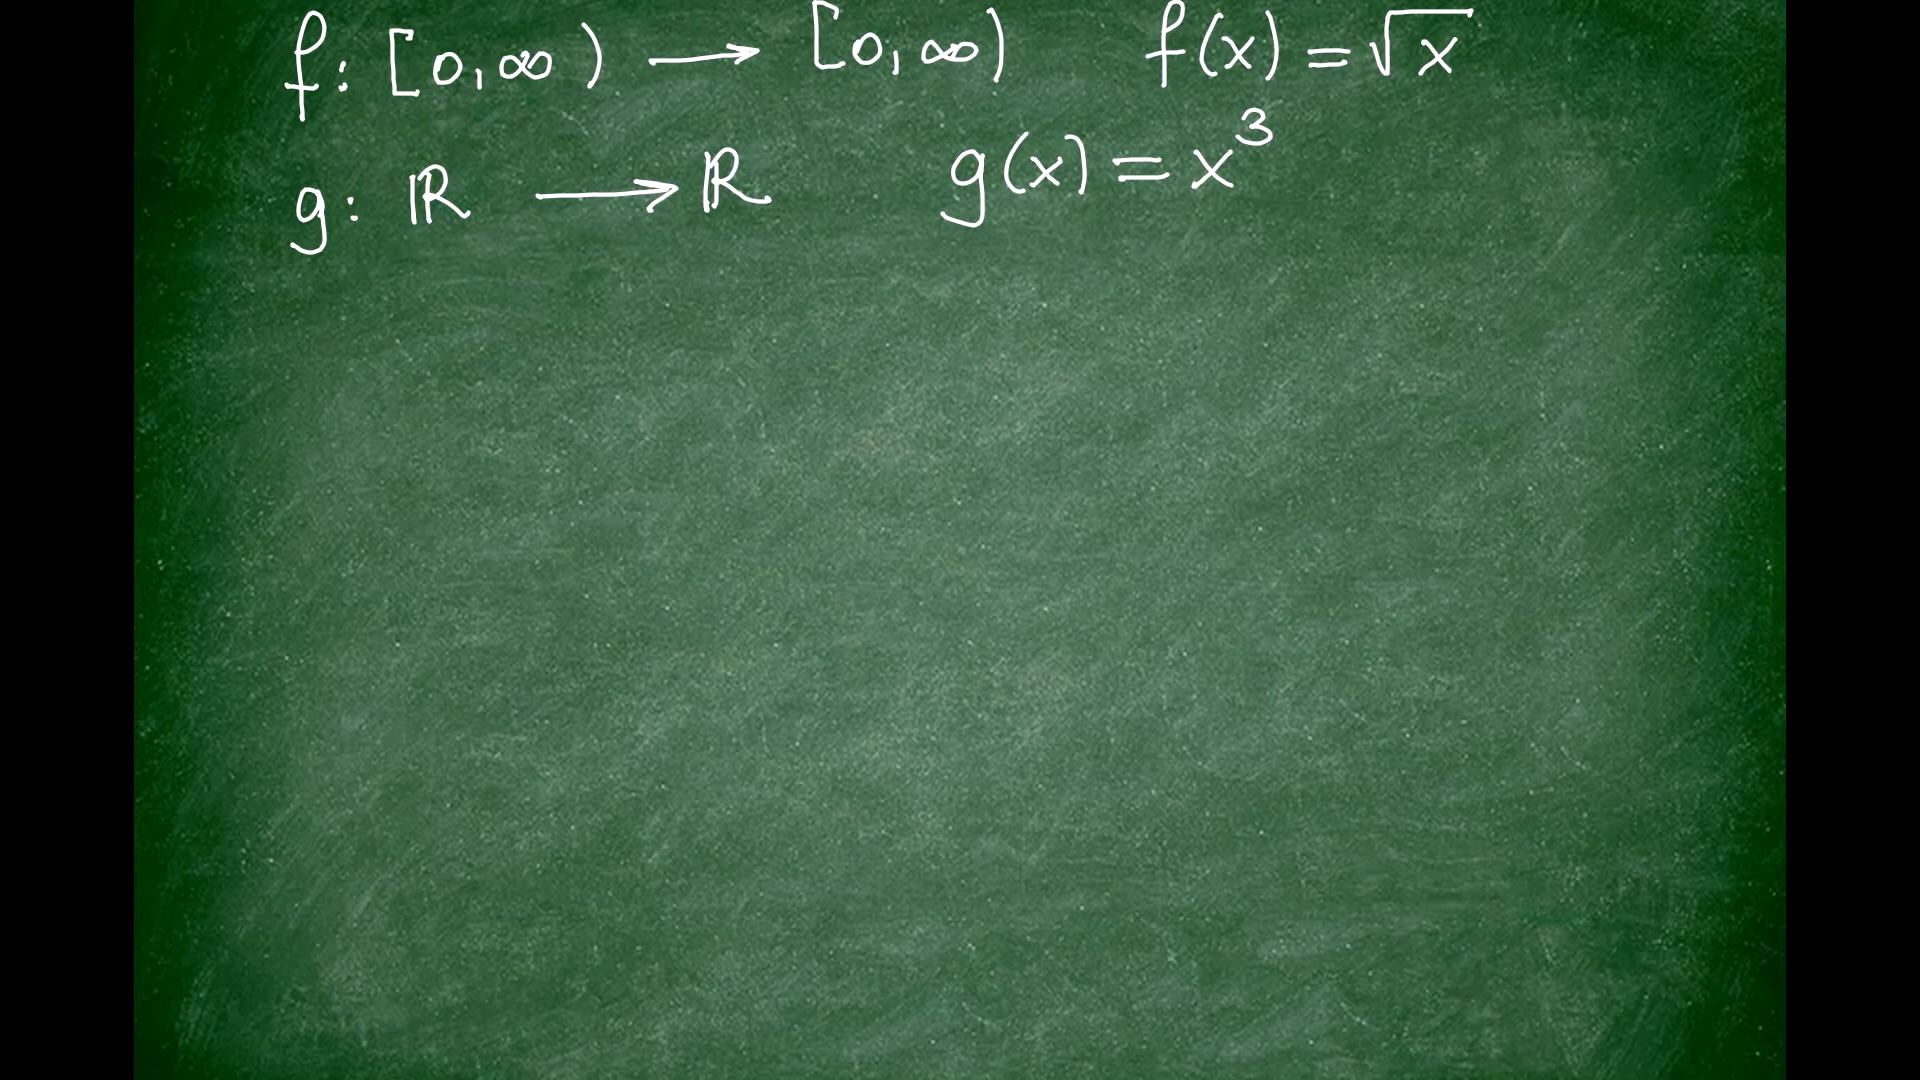 f: [0,∞) ⟶ [0,∞) f(x) = √x
g: ℝ ⟶ ℝ g(x) = x³